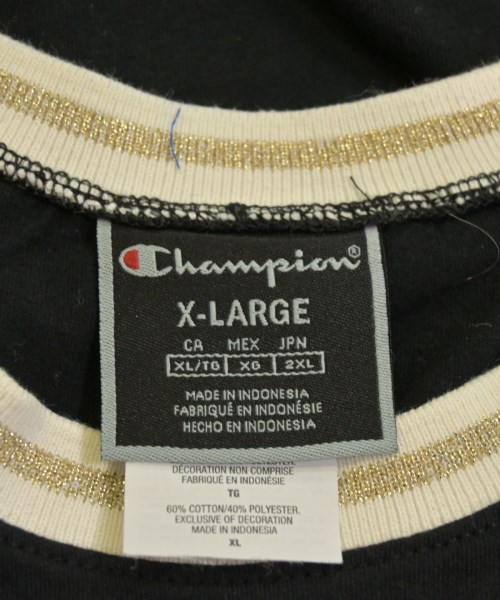 Champion®
X-LARGE
CA MEX JPN
XL/TG XG 2XL
MADE IN INDONESIA
FABRIQUÉ EN INDONÉSIE
HECHO EN INDONESIA
DÉCORATION NON COMPRISE
FABRIQUÉ EN INDONÉSIE
TG
60% COTTON/40% POLYESTER.
EXCLUSIVE OF DECORATION
MADE IN INDONESIA
XL